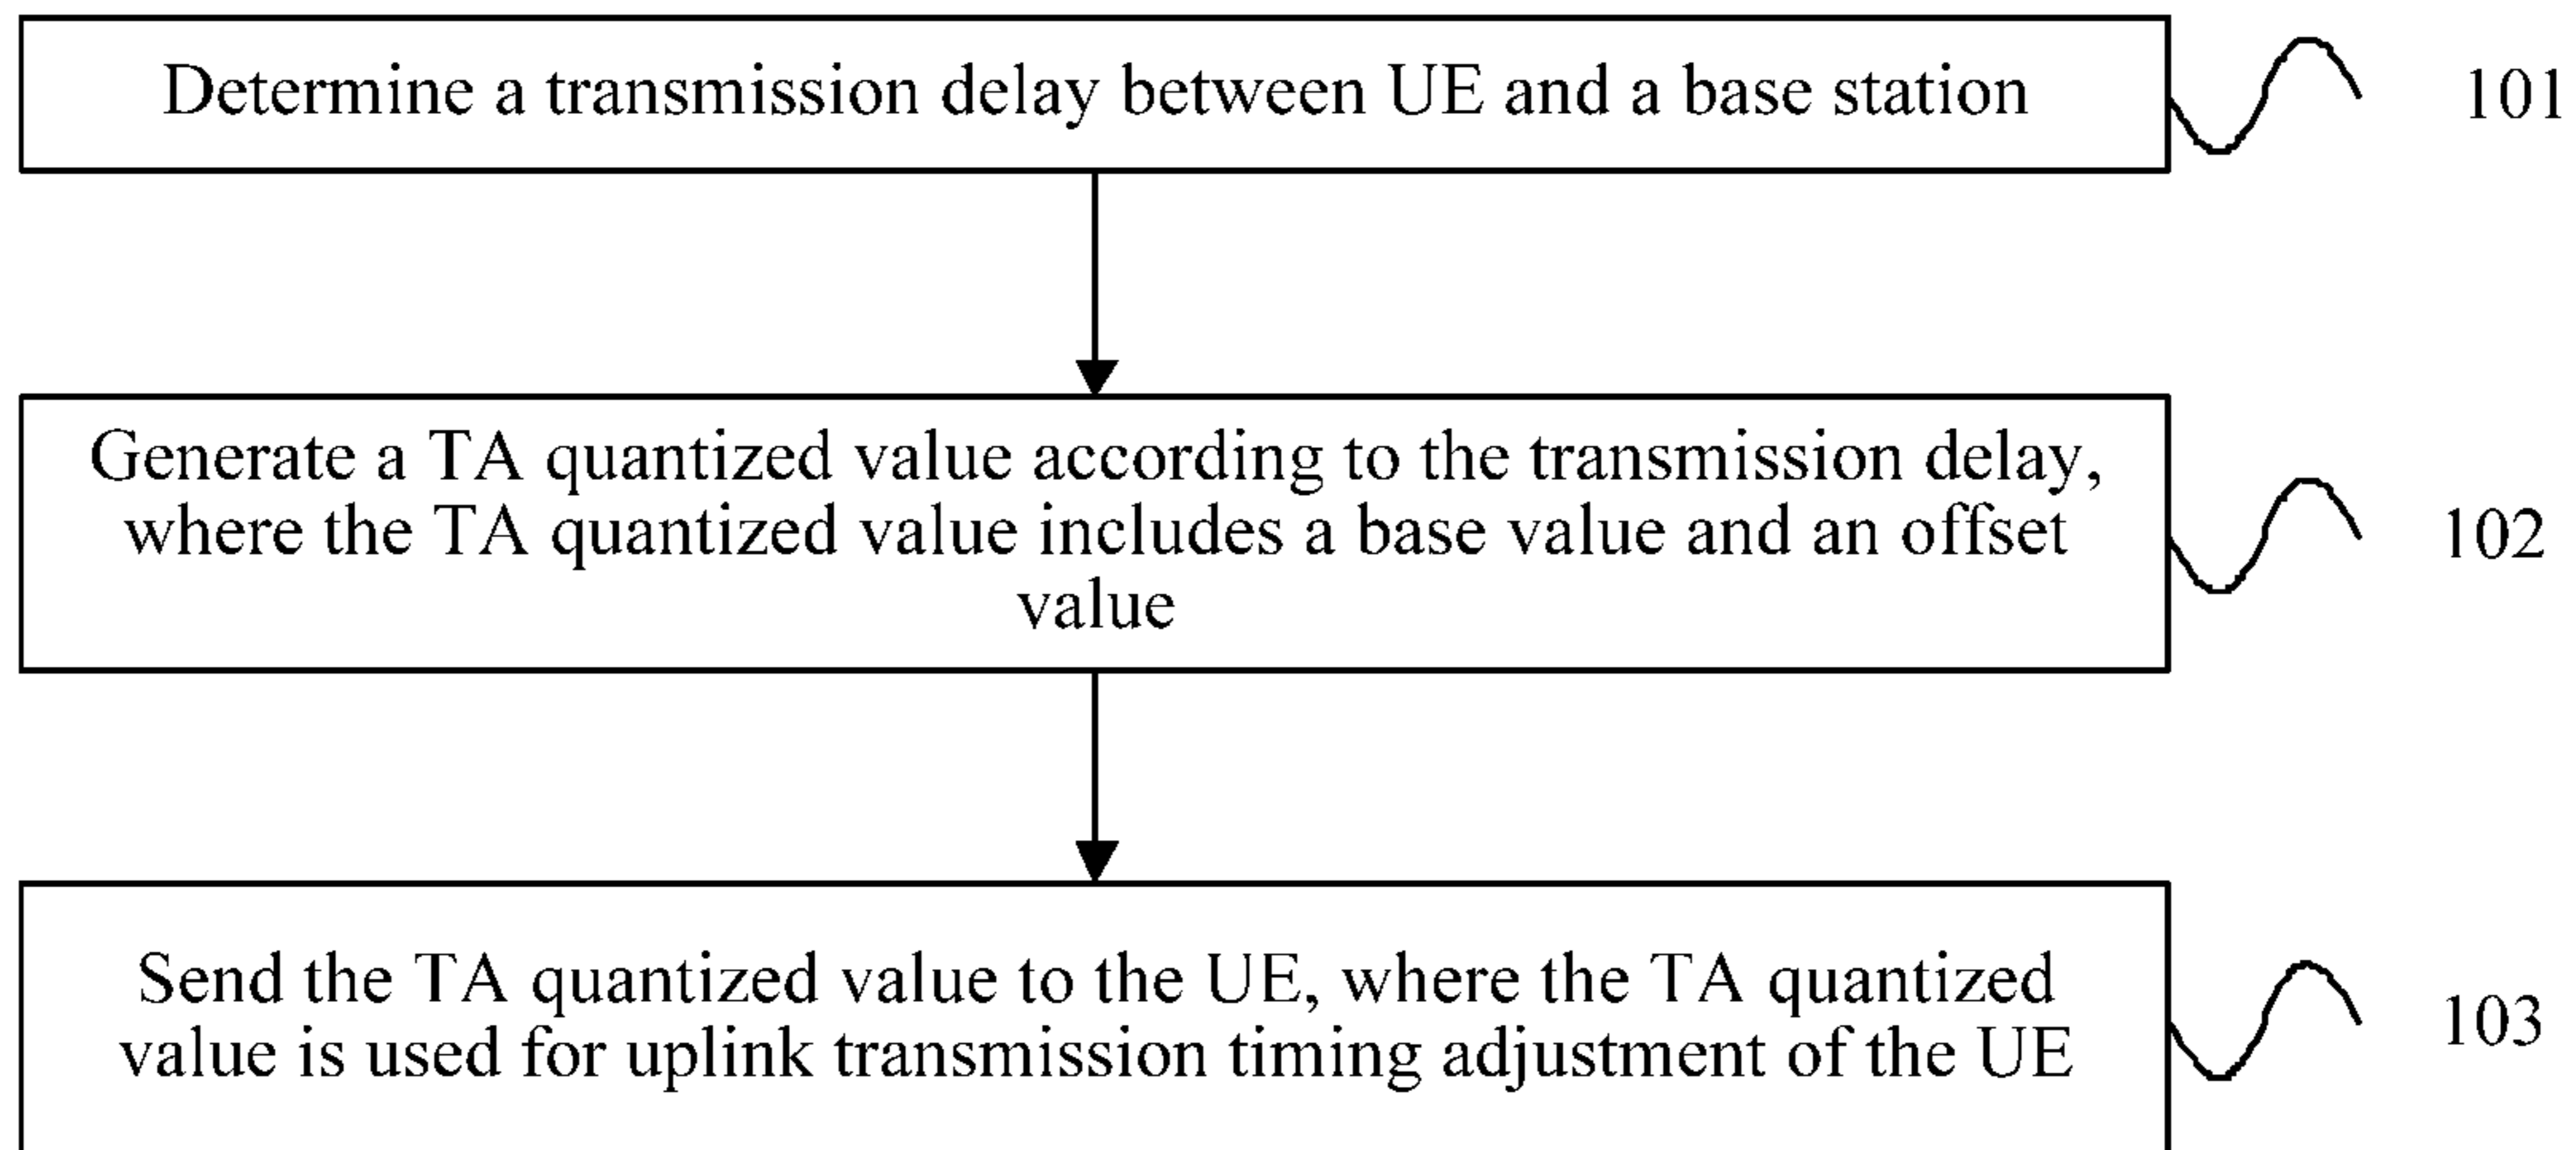 Determine a transmission delay between UE and a base station
101
Generate a TA quantized value according to the transmission delay,
where the TA quantized value includes a base value and an offset
value
102
Send the TA quantized value to the UE, where the TA quantized
value is used for uplink transmission timing adjustment of the UE
103